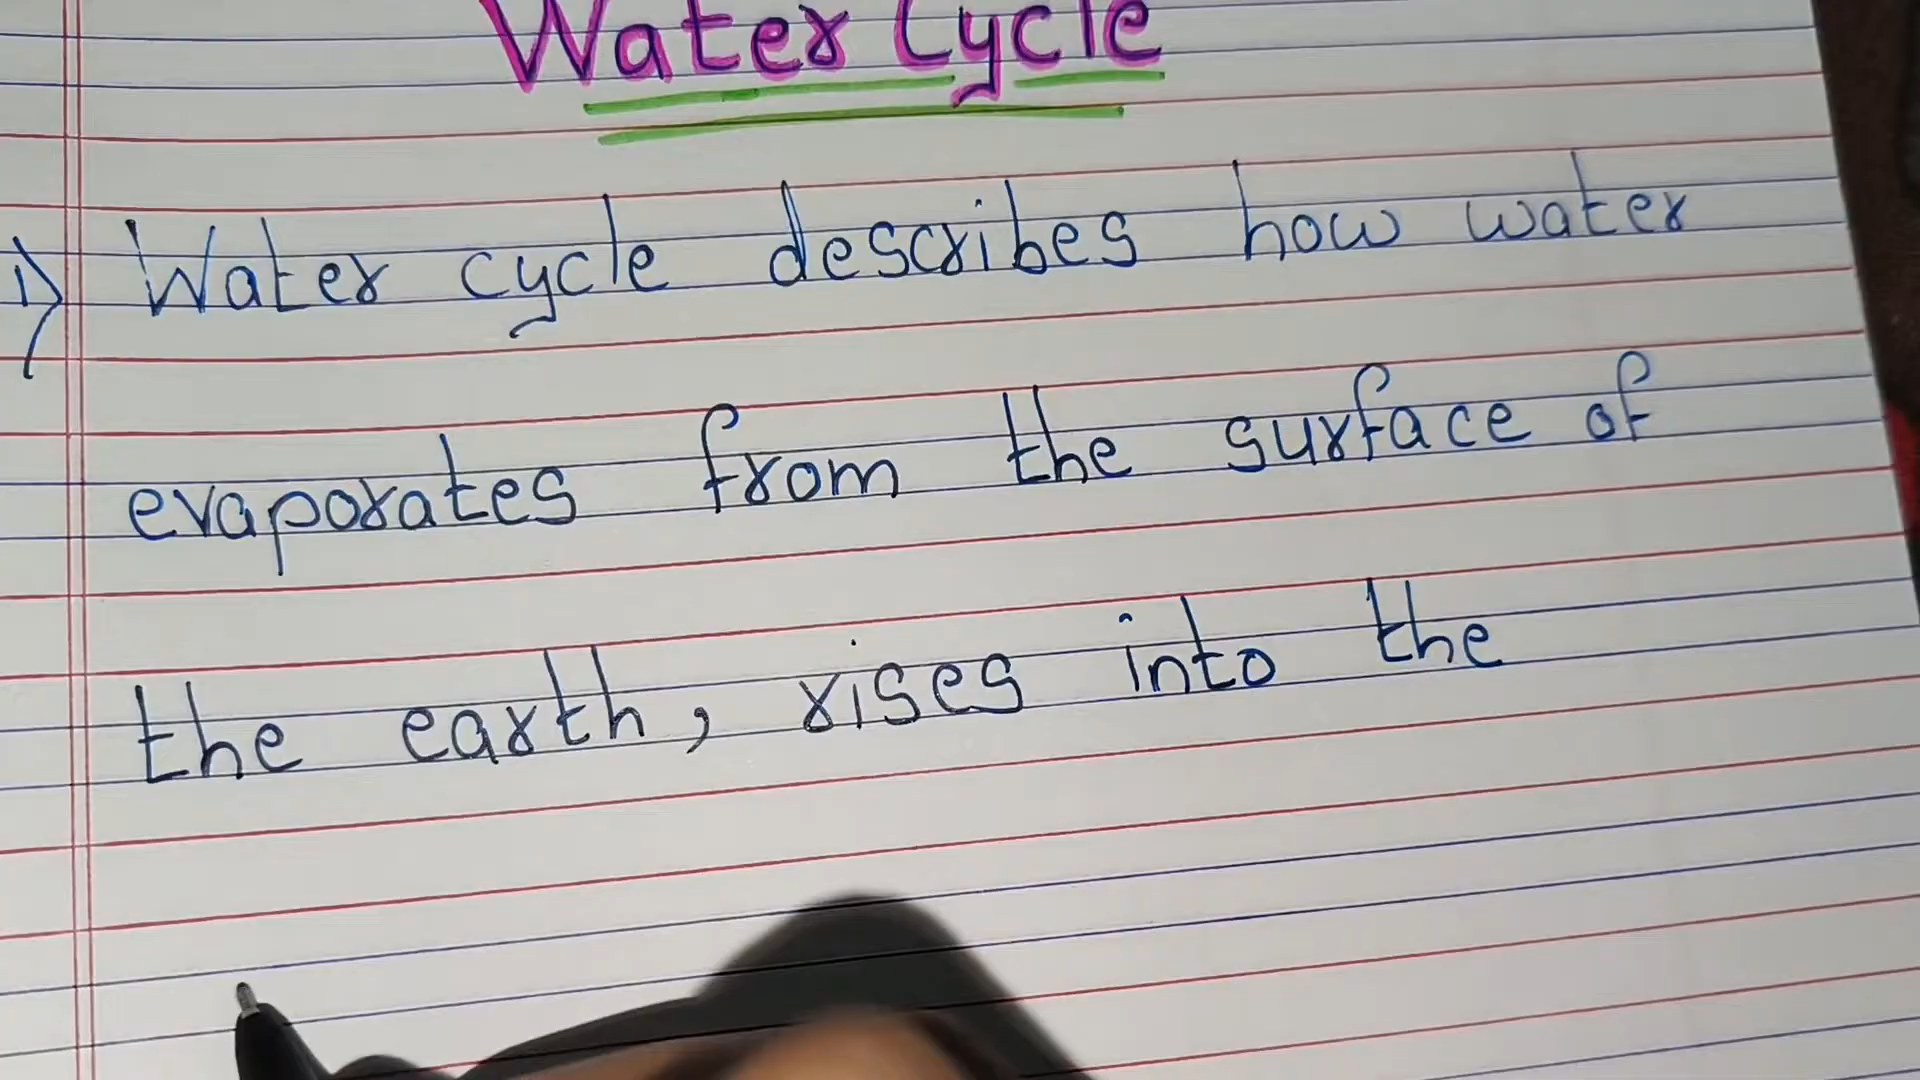 Water Cycle
1) Water cycle describes how water
evaporates from the surface of
the earth, rises into the